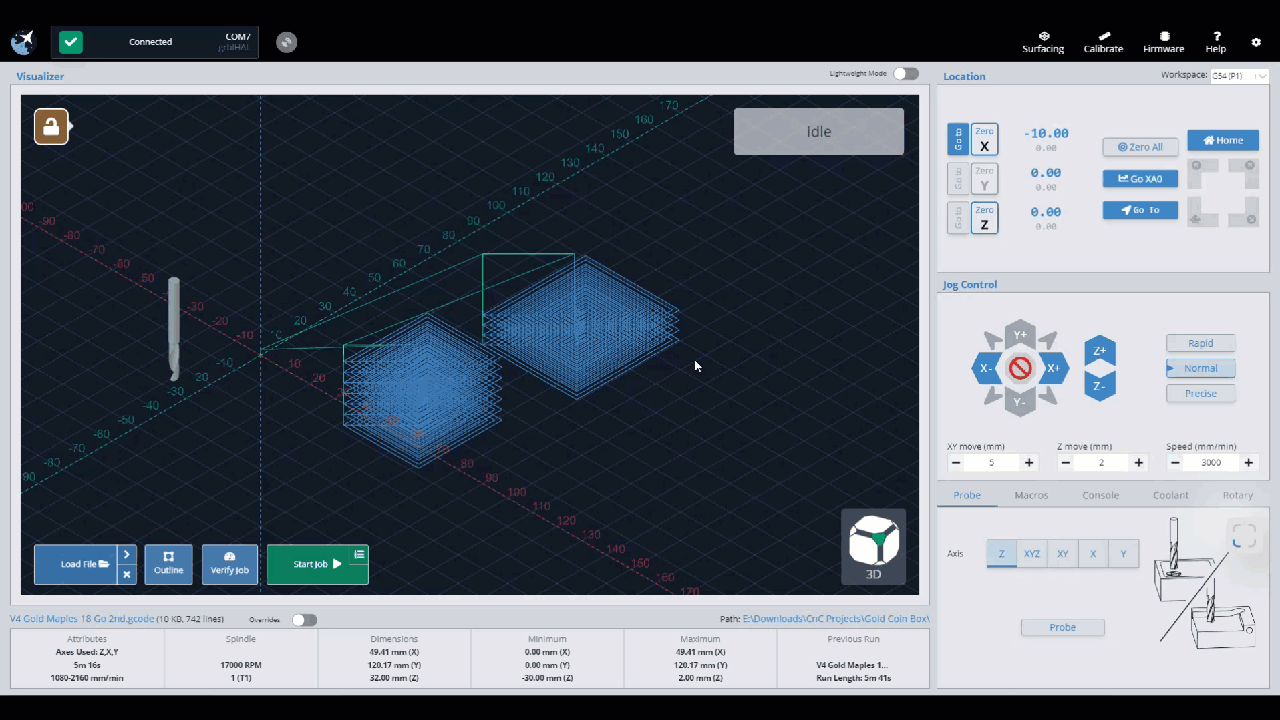 Connected
COM7
grblHAL
Surfacing
Calibrate
Firmware
Help
Visualizer
Lightweight Mode
Location
Workspace:
G54 (P1)
Idle
Go to
Zero
X
-10.00
0.00
Zero All
Home
Go to
Zero
Y
0.00
0.00
Go XA0
Go to
Zero
Z
0.00
0.00
Go To
170
160
150
140
130
120
110
100
90
80
70
60
50
40
30
20
10
-10
-20
-30
-40
-50
-60
-70
-80
90
00
-90
-80
-70
-60
-30
-20
-10
10
20
80
90
100
110
120
130
140
150
170
Jog Control
Y+
X-
X+
Y-
Z+
Z-
Rapid
Normal
Precise
XY move (mm)
Z move (mm)
Speed (mm/min)
5
2
3000
Load File
Outline
Verify Job
Start Job
3D
Probe
Macros
Console
Coolant
Rotary
Axis
Z
XYZ
XY
X
Y
Probe
V4 Gold Maples 18 Go 2nd.gcode (10 KB, 742 lines)
Overrides:
Path: E:\Downloads\CnC Projects\Gold Coin Box\
Attributes
Axes Used: Z,X,Y
5m 16s
1080-2160 mm/min
Spindle
17000 RPM
1 (T1)
Dimensions
49.41 mm (X)
120.17 mm (Y)
32.00 mm (Z)
Minimum
0.00 mm (X)
0.00 mm (Y)
-30.00 mm (Z)
Maximum
49.41 mm (X)
120.17 mm (Y)
2.00 mm (Z)
Previous Run
V4 Gold Maples 1...
Run Length: 5m 41s